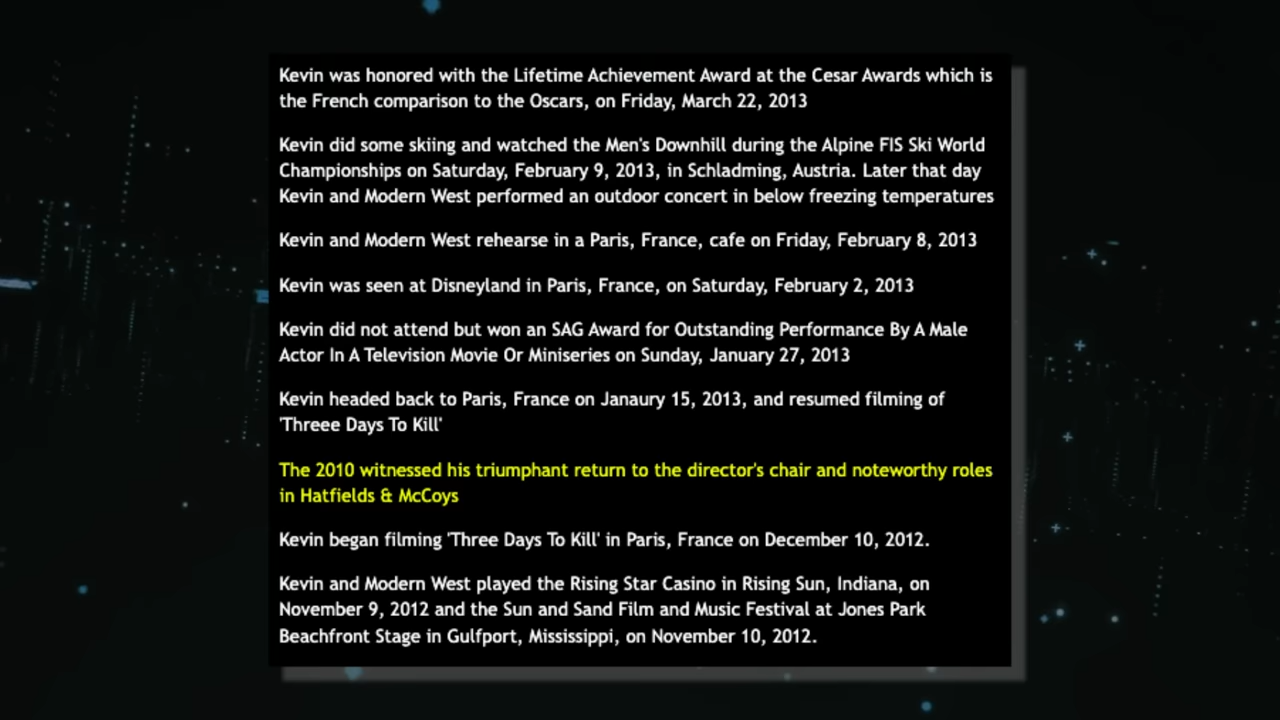 Kevin was honored with the Lifetime Achievement Award at the Cesar Awards which is
the French comparison to the Oscars, on Friday, March 22, 2013
Kevin did some skiing and watched the Men's Downhill during the Alpine FIS Ski World
Championships on Saturday, February 9, 2013, in Schladming, Austria. Later that day
Kevin and Modern West performed an outdoor concert in below freezing temperatures
Kevin and Modern West rehearse in a Paris, France, cafe on Friday, February 8, 2013
Kevin was seen at Disneyland in Paris, France, on Saturday, February 2, 2013
Kevin did not attend but won an SAG Award for Outstanding Performance By A Male
Actor In A Television Movie Or Miniseries on Sunday, January 27, 2013
Kevin headed back to Paris, France on Janaury 15, 2013, and resumed filming of
'Threee Days To Kill'
The 2010 witnessed his triumphant return to the director's chair and noteworthy roles
in Hatfields & McCoys
Kevin began filming 'Three Days To Kill' in Paris, France on December 10, 2012.
Kevin and Modern West played the Rising Star Casino in Rising Sun, Indiana, on
November 9, 2012 and the Sun and Sand Film and Music Festival at Jones Park
Beachfront Stage in Gulfport, Mississippi, on November 10, 2012.